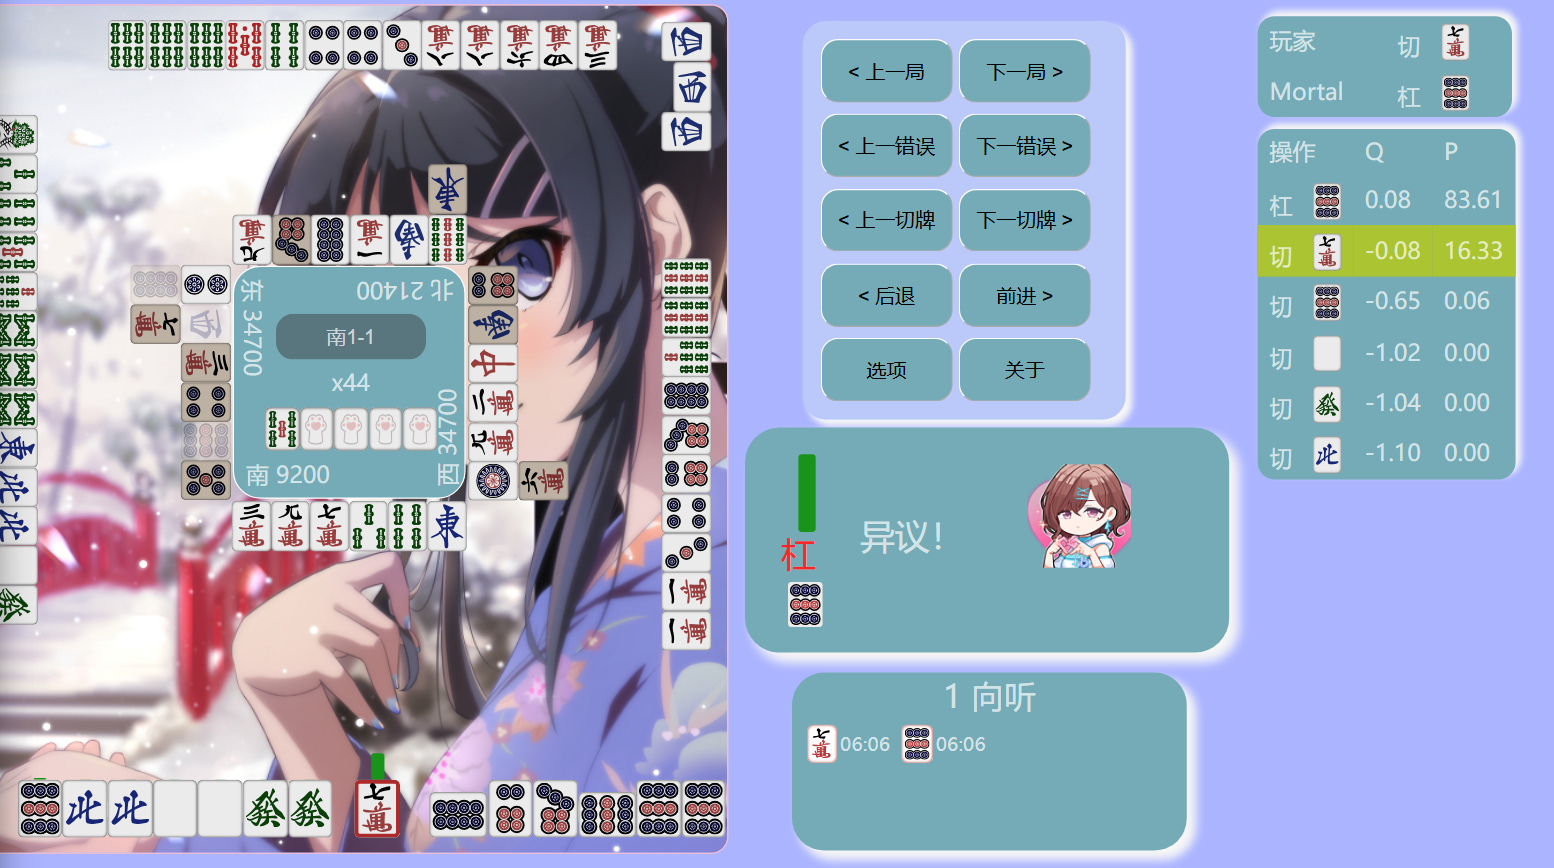 < 上一局
下一局 >
< 上一错误
下一错误 >
< 上一切牌
下一切牌 >
< 后退
前进 >
选项
关于
玩家 切
Mortal 杠
操作 Q P
杠 0.08 83.61
切 -0.08 16.33
切 -0.65 0.06
切 -1.02 0.00
切 -1.04 0.00
切 -1.10 0.00
北 21400
东 34700
南1-1
x44
西 34700
南 9200
异议！
杠
1 向听
06:06 06:06